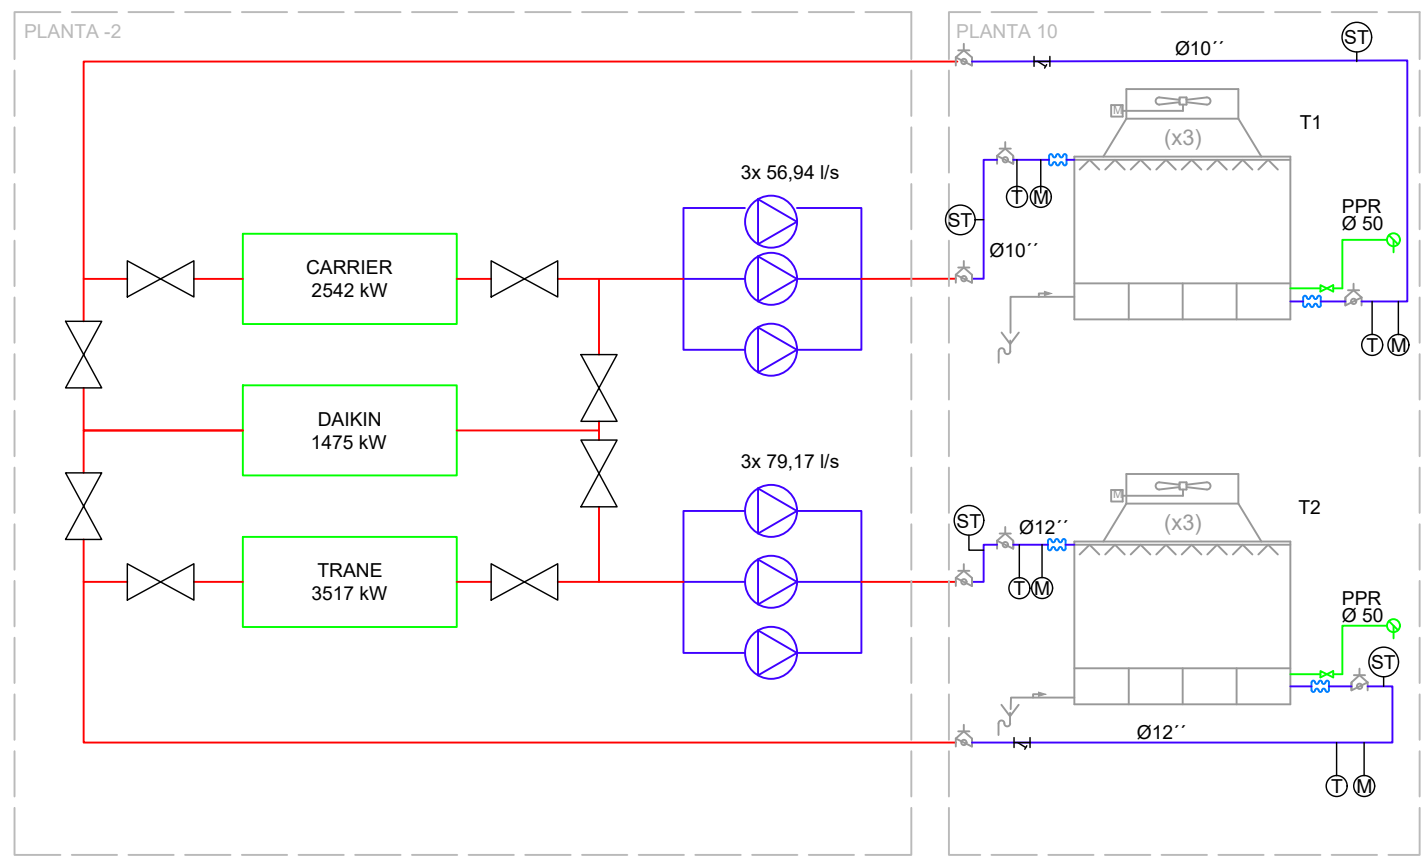 PLANTA -2
PLANTA 10
ST
Ø10´´
M
T1
(x3)
3x 56,94 l/s
T
M
ST
PPR
Ø 50
Ø10´´
CARRIER
2542 kW
T
M
DAIKIN
1475 kW
3x 79,17 l/s
M
T2
ST
Ø12´´
(x3)
TRANE
3517 kW
T
M
PPR
Ø 50
ST
Ø12´´
T
M